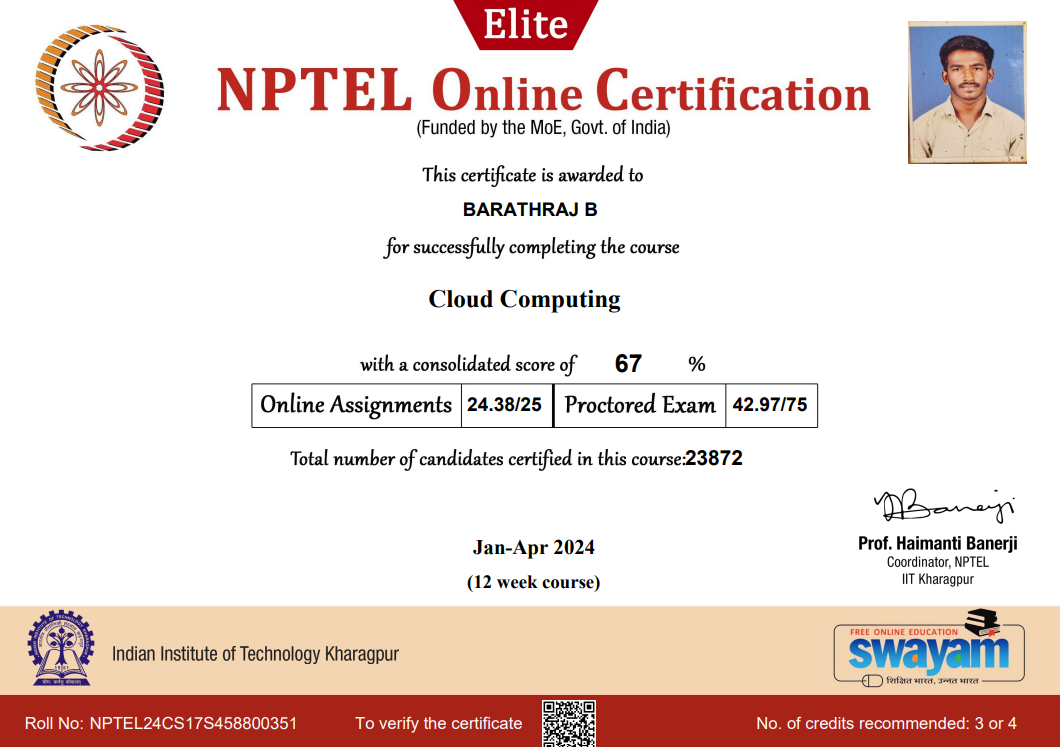 Elite
NPTEL Online Certification
(Funded by the MoE, Govt. of India)
This certificate is awarded to
BARATHRAJ B
for successfully completing the course
Cloud Computing
with a consolidated score of 67 %
Online Assignments 24.38/25 Proctored Exam 42.97/75
Total number of candidates certified in this course:23872
Jan-Apr 2024
(12 week course)
Prof. Haimanti Banerji
Coordinator, NPTEL
IIT Kharagpur
Indian Institute of Technology Kharagpur
FREE ONLINE EDUCATION
swayam
शिक्षित भारत, उन्नत भारत
Roll No: NPTEL24CS17S458800351 To verify the certificate No. of credits recommended: 3 or 4